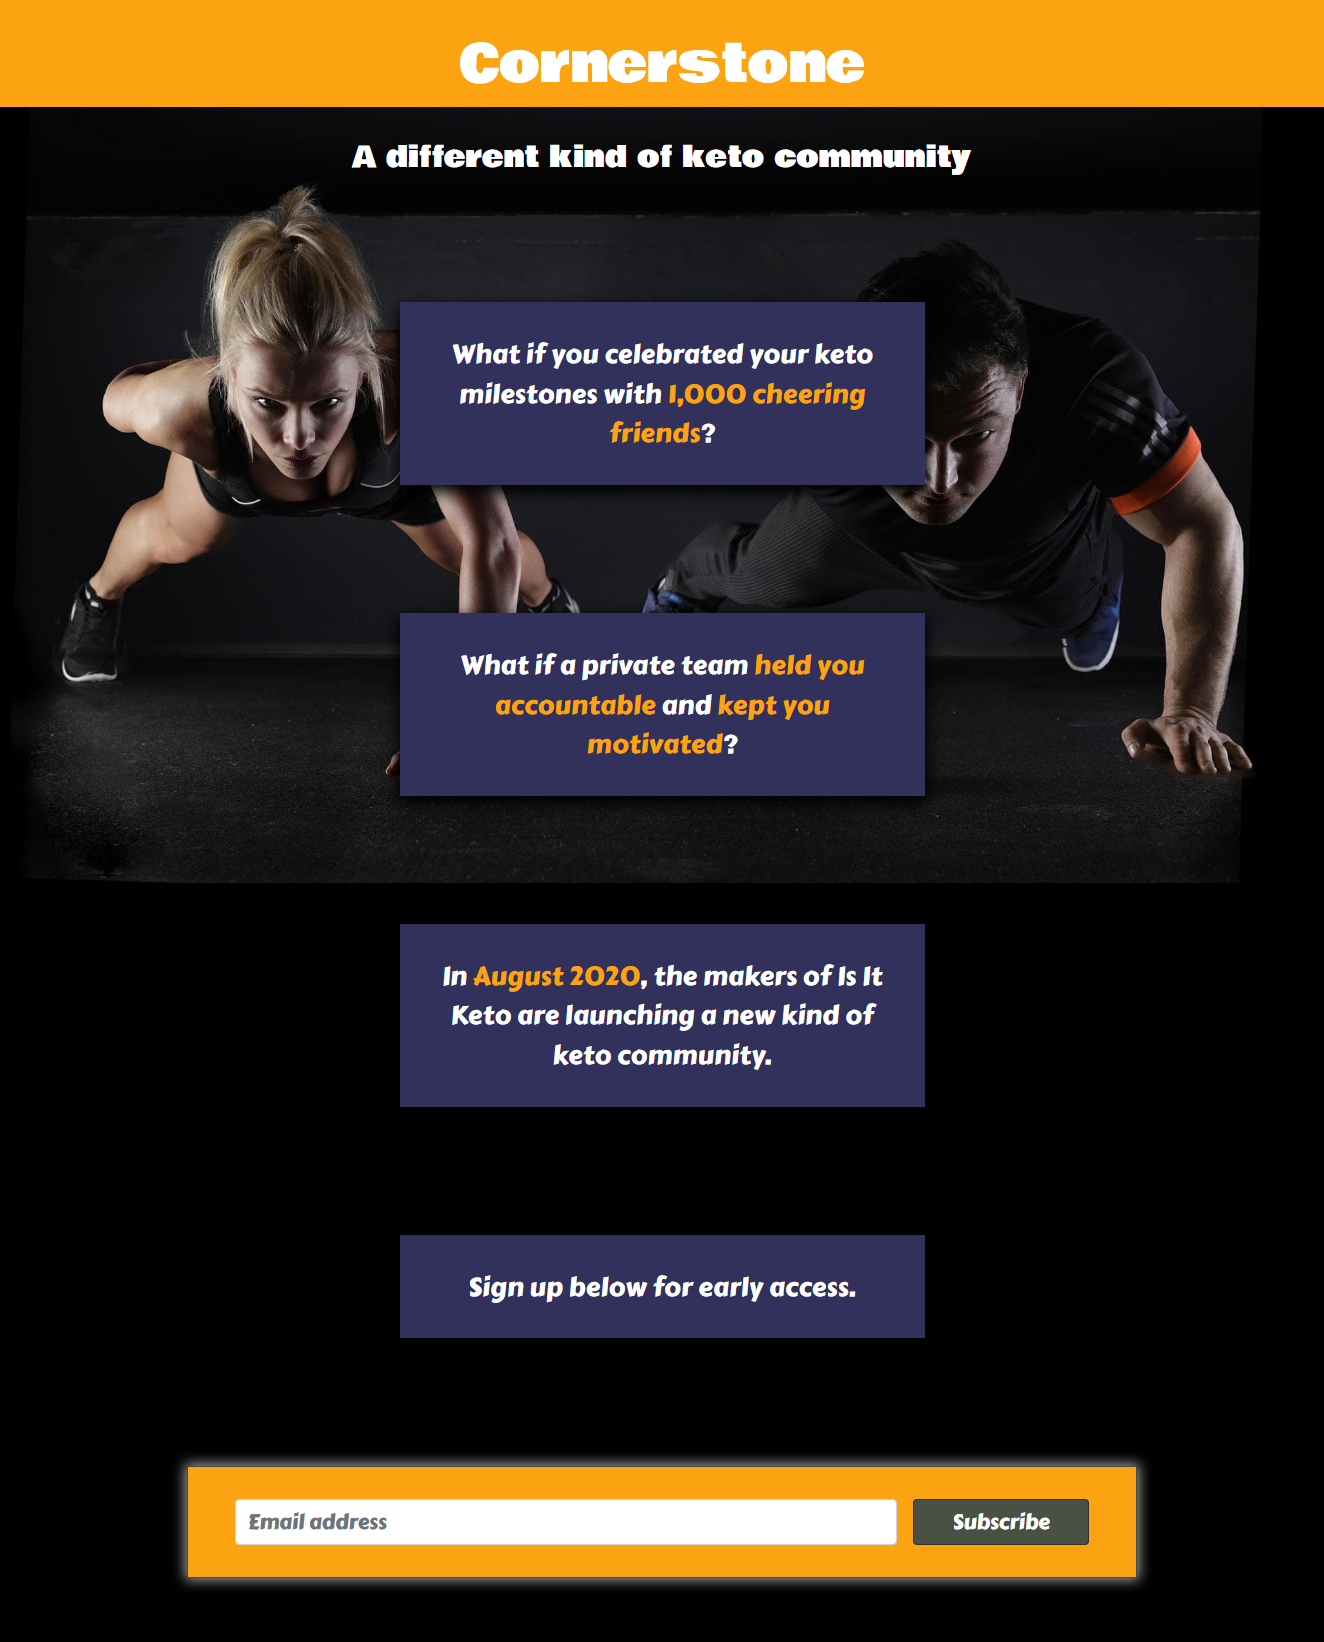 Cornerstone
A different kind of keto community
What if you celebrated your keto
milestones with 1,000 cheering
friends?
What if a private team held you
accountable and kept you
motivated?
In August 2020, the makers of Is It
Keto are launching a new kind of
keto community.
Sign up below for early access.
Email address
Subscribe